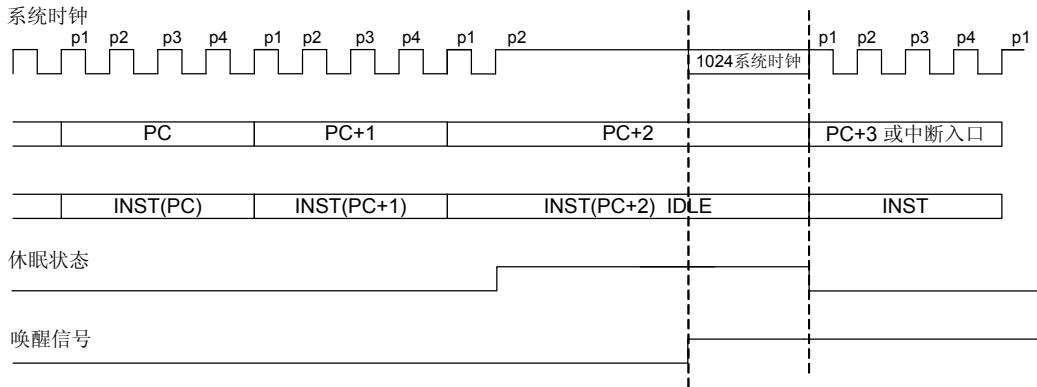 系统时钟
p1 p2 p3 p4 p1 p2 p3 p4 p1 p2 p1 p2 p3 p4 p1
1024系统时钟
PC PC+1 PC+2 PC+3 或中断入口
INST(PC) INST(PC+1) INST(PC+2) IDLE INST
休眠状态
唤醒信号